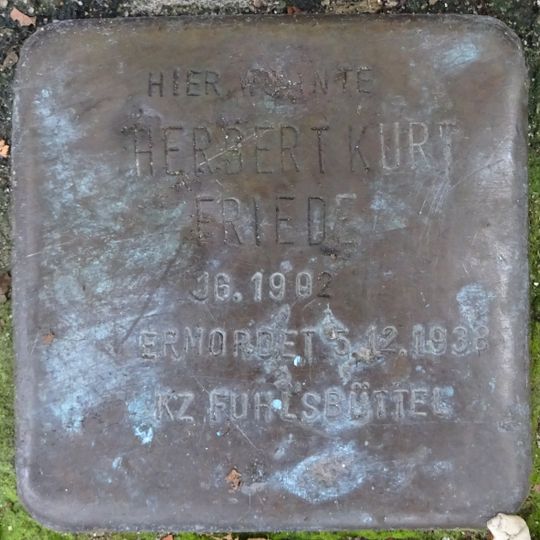 HIER WOHNTE
HERBERT KURT
FRIEDE
JG. 1902
ERMORDET 5.12.1938
KZ FUHLSBÜTTEL